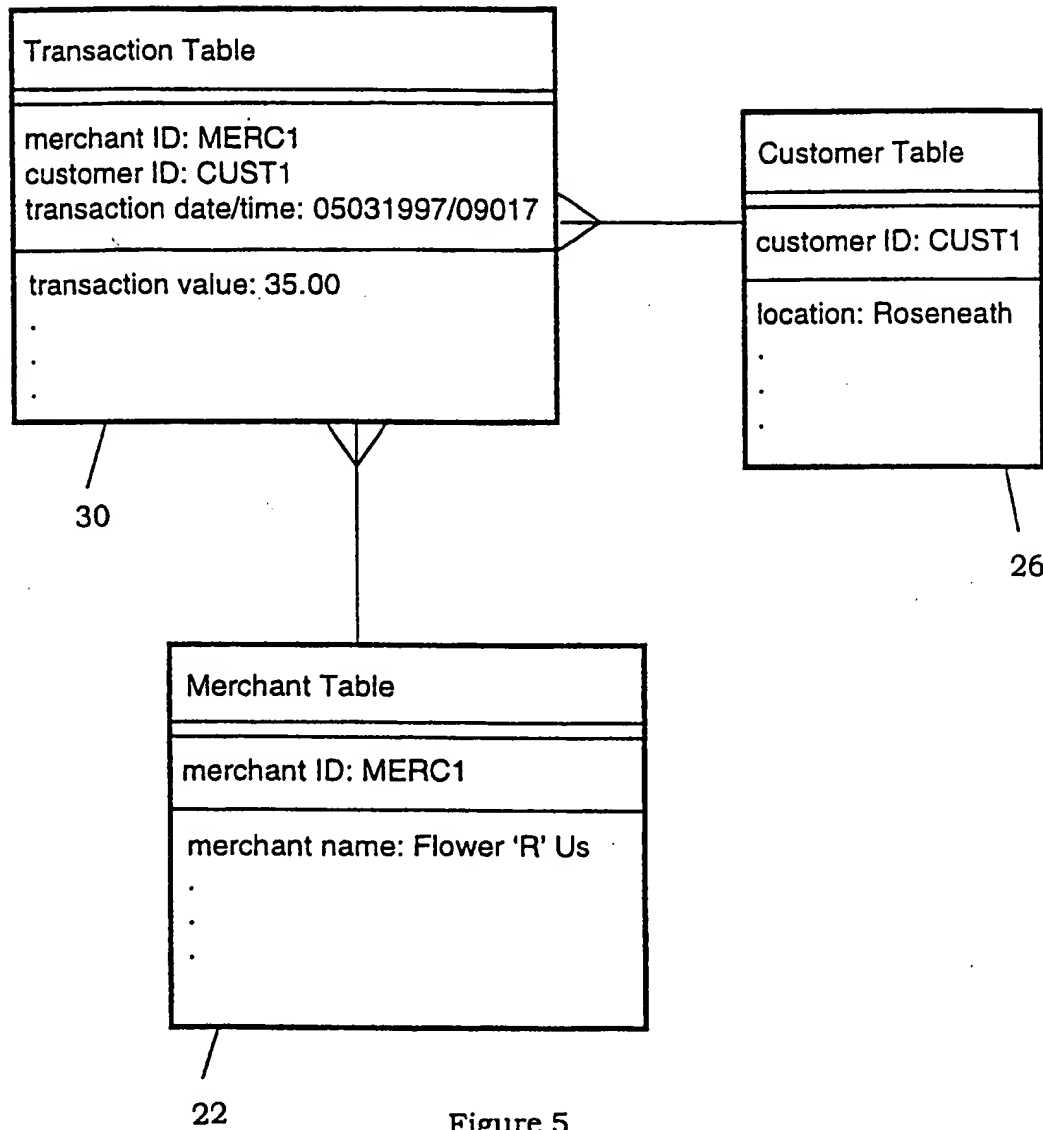 Transaction Table
merchant ID: MERC1
customer ID: CUST1
transaction date/time: 05031997/09017
transaction value: 35.00
.
.
.
30
Customer Table
customer ID: CUST1
location: Roseneath
.
.
.
26
Merchant Table
merchant ID: MERC1
merchant name: Flower ‘R’ Us
.
.
.
22
Figure 5